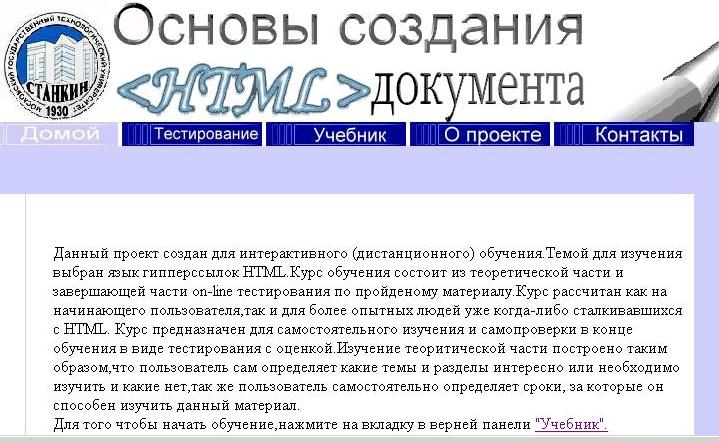 Основы создания
<HTML>документа
МОСКОВСКИЙ ГОСУДАРСТВЕННЫЙ ТЕХНОЛОГИЧЕСКИЙ УНИВЕРСИТЕТ
СТАНКИН
1930
Домой Тестирование Учебник О проекте Контакты
Данный проект создан для интерактивного (дистанционного) обучения.Темой для изучения
выбран язык гипперссылок HTML.Курс обучения состоит из теоретической части и
завершающей части on-line тестирования по пройденому материалу.Курс рассчитан как на
начинающего пользователя,так и для более опытных людей уже когда-либо сталкивавшихся
с HTML. Курс предназначен для самостоятельного изучения и самопроверки в конце
обучения в виде тестирования с оценкой.Изучение теоритической части построено таким
образом,что пользователь сам определяет какие темы и разделы интересно или необходимо
изучить и какие нет,так же пользователь самостоятельно определяет сроки, за которые он
способен изучить данный материал.
Для того чтобы начать обучение,нажмите на вкладку в верней панели "Учебник".